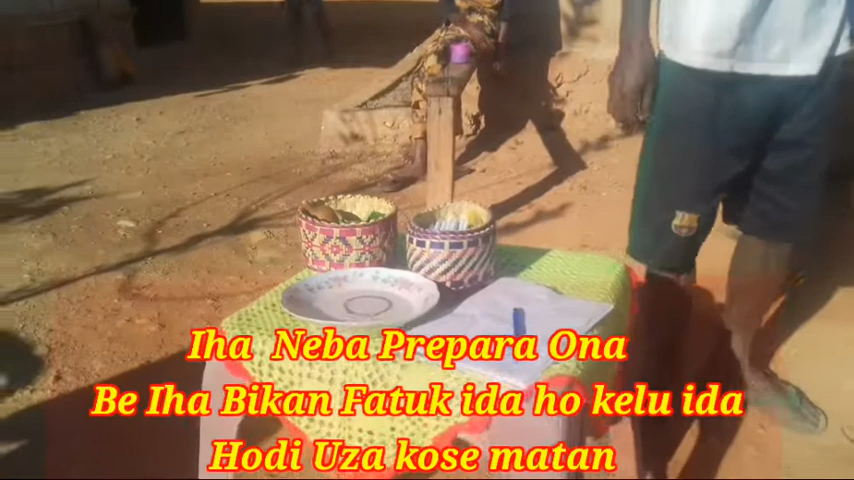 Iha Neba Prepara Ona
Be Iha Bikan Fatuk ida ho kelu ida
Hodi Uza kose matan